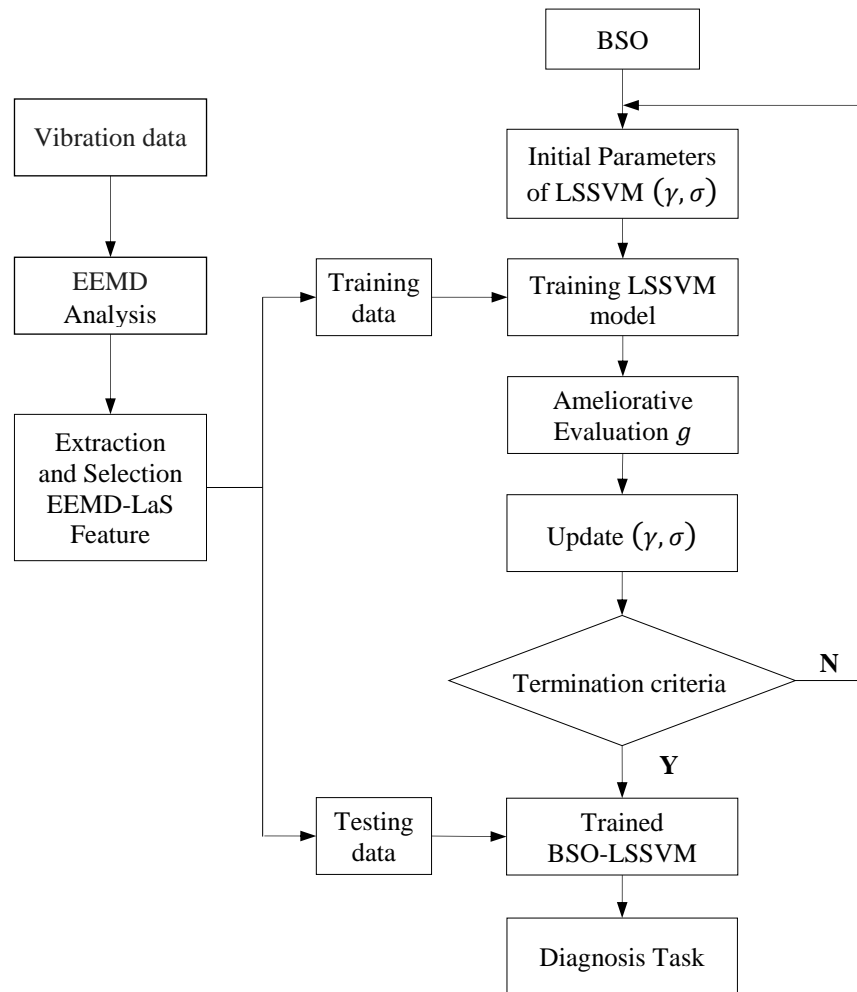 BSO
Vibration data
Initial Parameters
of LSSVM (γ, σ)
EEMD
Analysis
Training
data
Training LSSVM
model
Extraction
and Selection
EEMD-LaS
Feature
Ameliorative
Evaluation g
Update (γ, σ)
Termination criteria
N
Y
Testing
data
Trained
BSO-LSSVM
Diagnosis Task